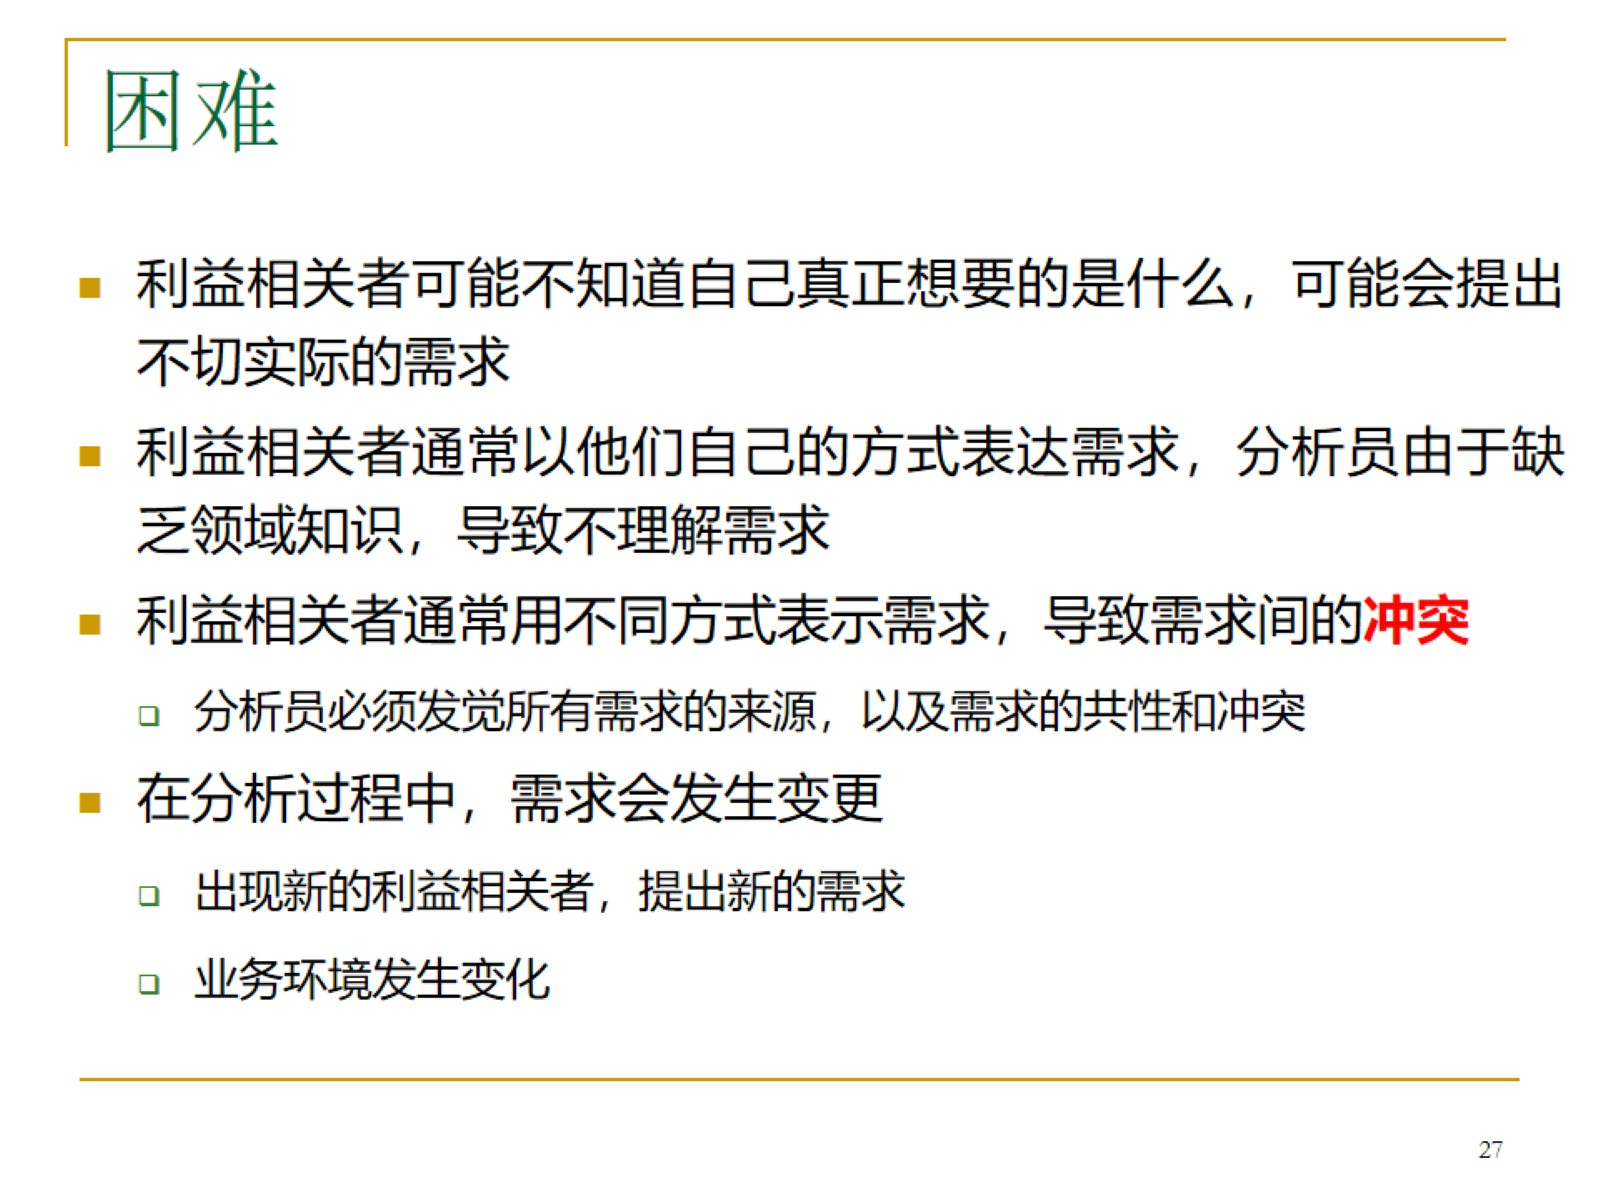 困难
利益相关者可能不知道自己真正想要的是什么，可能会提出
不切实际的需求
利益相关者通常以他们自己的方式表达需求，分析员由于缺
乏领域知识，导致不理解需求
利益相关者通常用不同方式表示需求，导致需求间的冲突
分析员必须发觉所有需求的来源，以及需求的共性和冲突
在分析过程中，需求会发生变更
出现新的利益相关者，提出新的需求
业务环境发生变化
27